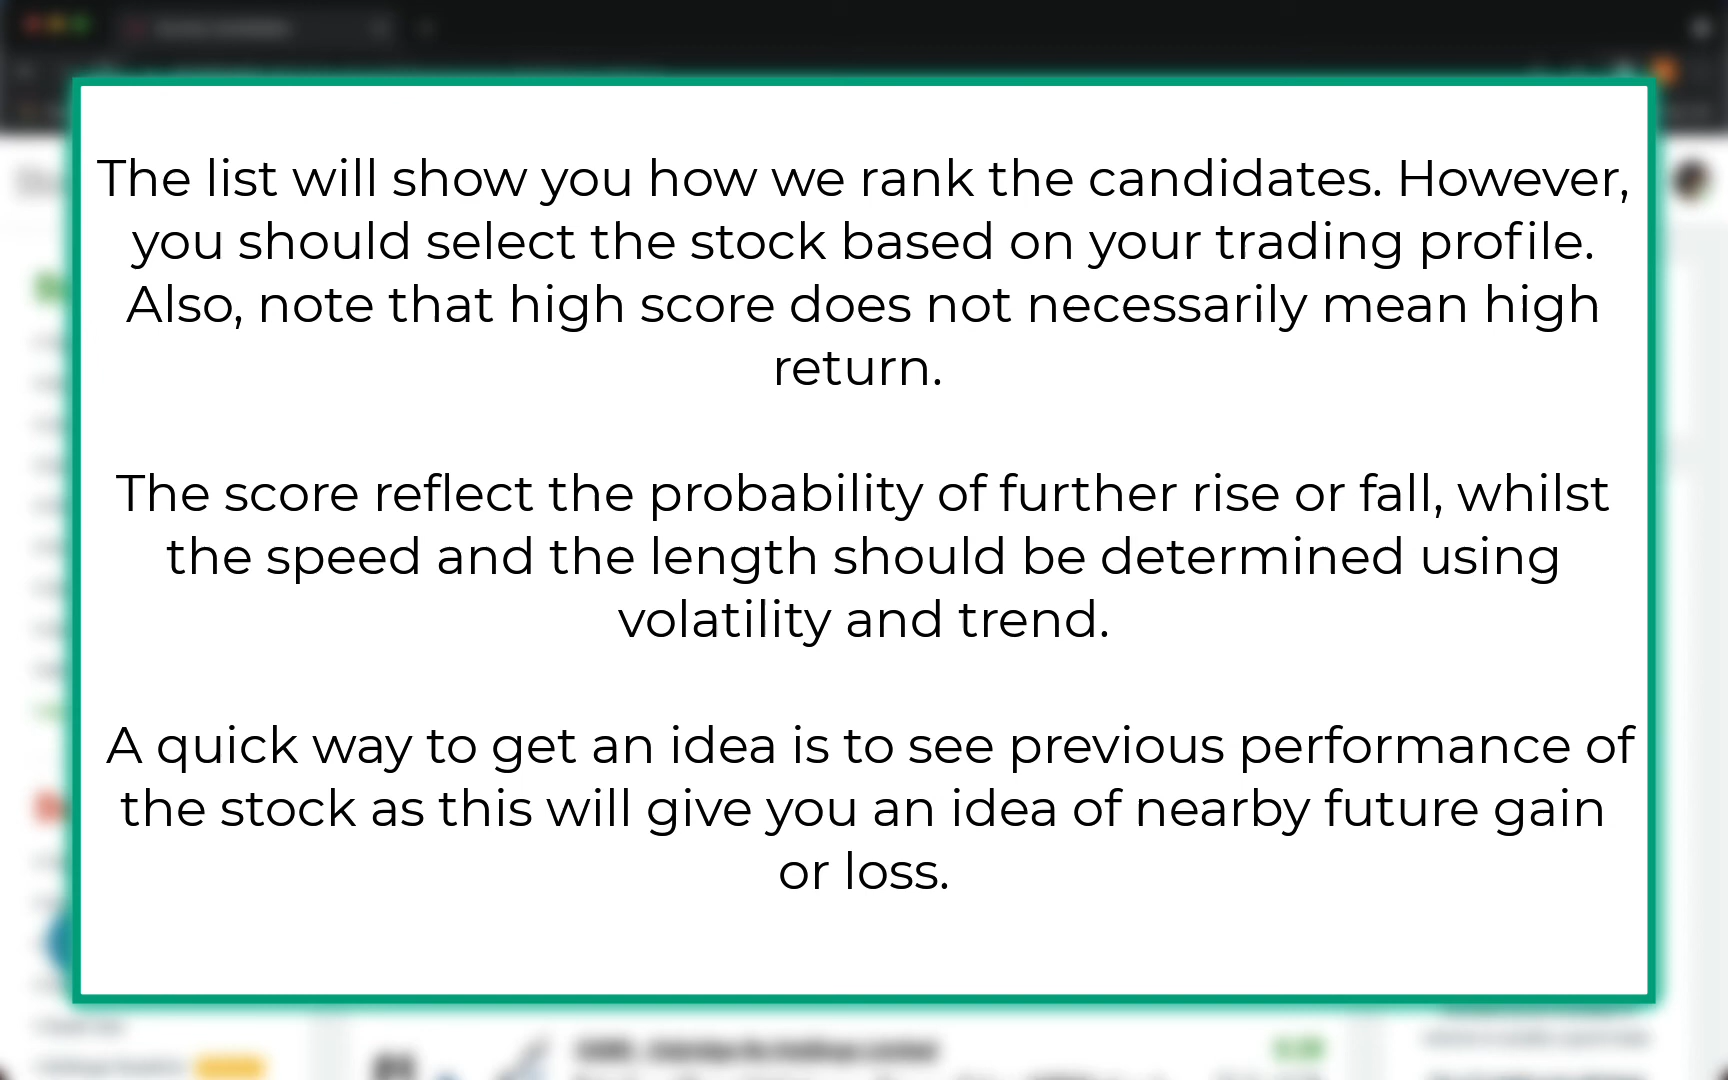 The list will show you how we rank the candidates. However,
you should select the stock based on your trading profile.
Also, note that high score does not necessarily mean high
return.
The score reflect the probability of further rise or fall, whilst
the speed and the length should be determined using
volatility and trend.
A quick way to get an idea is to see previous performance of
the stock as this will give you an idea of nearby future gain
or loss.